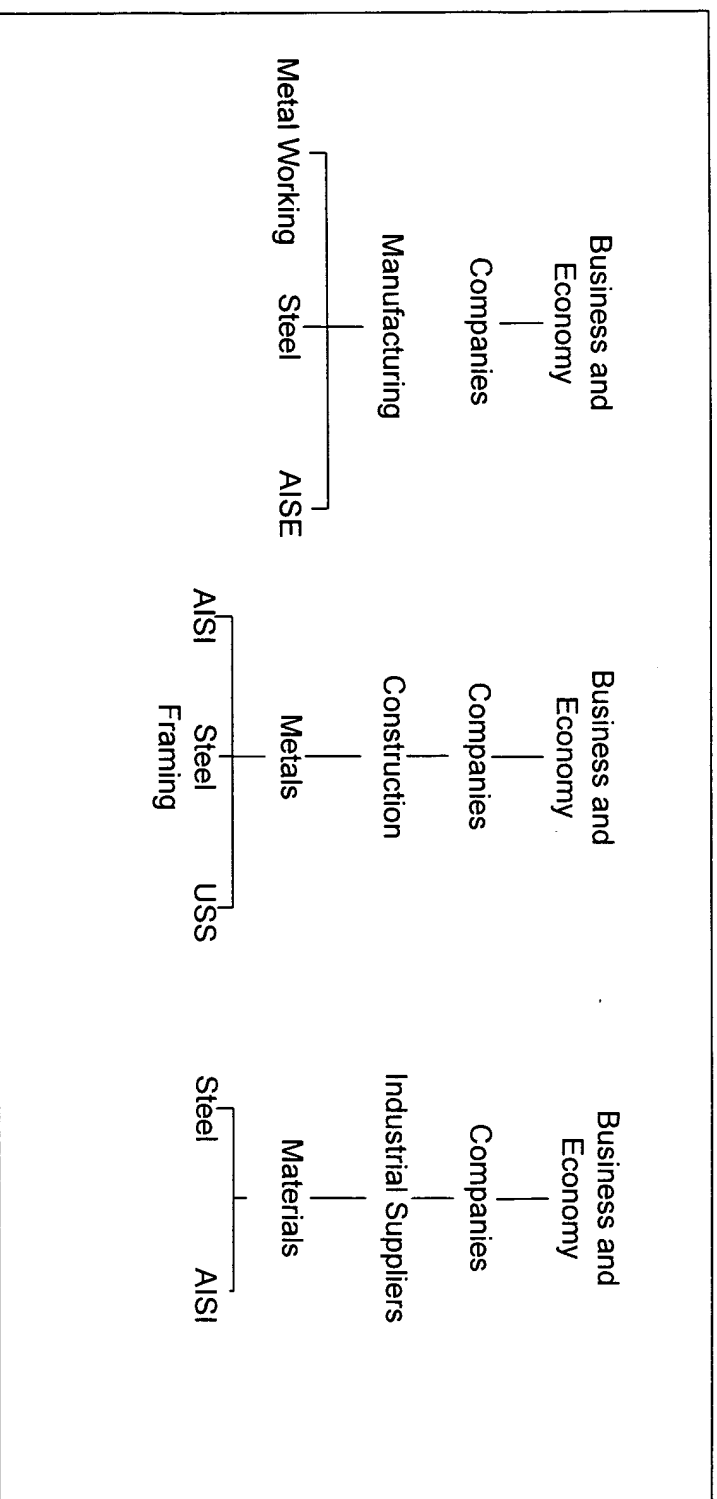 Business and
Economy
Companies
Manufacturing
Metal Working
Steel
AISE
Business and
Economy
Companies
Construction
Metals
AISI
Steel
Framing
USS
Business and
Economy
Companies
Industrial Suppliers
Materials
Steel
AISI